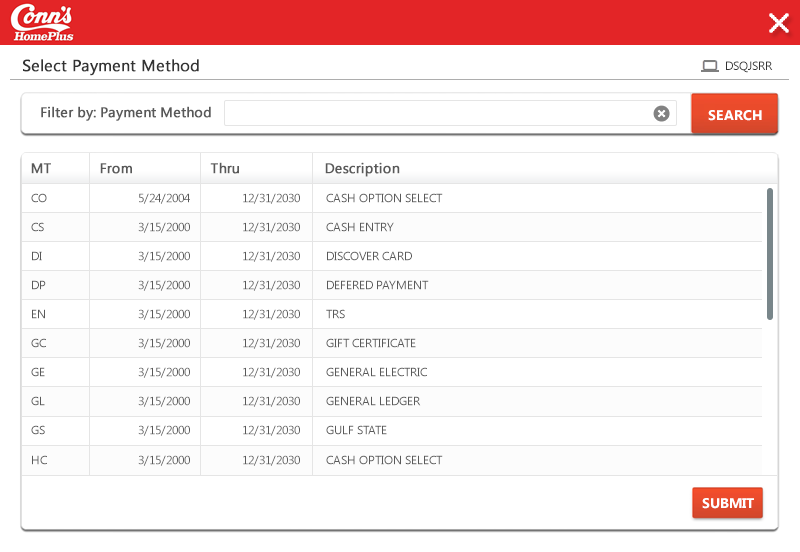 Conn's
HomePlus
Select Payment Method
DSQJSRR
Filter by: Payment Method
SEARCH
MT From Thru Description
CO 5/24/2004 12/31/2030 CASH OPTION SELECT
CS 3/15/2000 12/31/2030 CASH ENTRY
DI 3/15/2000 12/31/2030 DISCOVER CARD
DP 3/15/2000 12/31/2030 DEFERED PAYMENT
EN 3/15/2000 12/31/2030 TRS
GC 3/15/2000 12/31/2030 GIFT CERTIFICATE
GE 3/15/2000 12/31/2030 GENERAL ELECTRIC
GL 3/15/2000 12/31/2030 GENERAL LEDGER
GS 3/15/2000 12/31/2030 GULF STATE
HC 3/15/2000 12/31/2030 CASH OPTION SELECT
SUBMIT